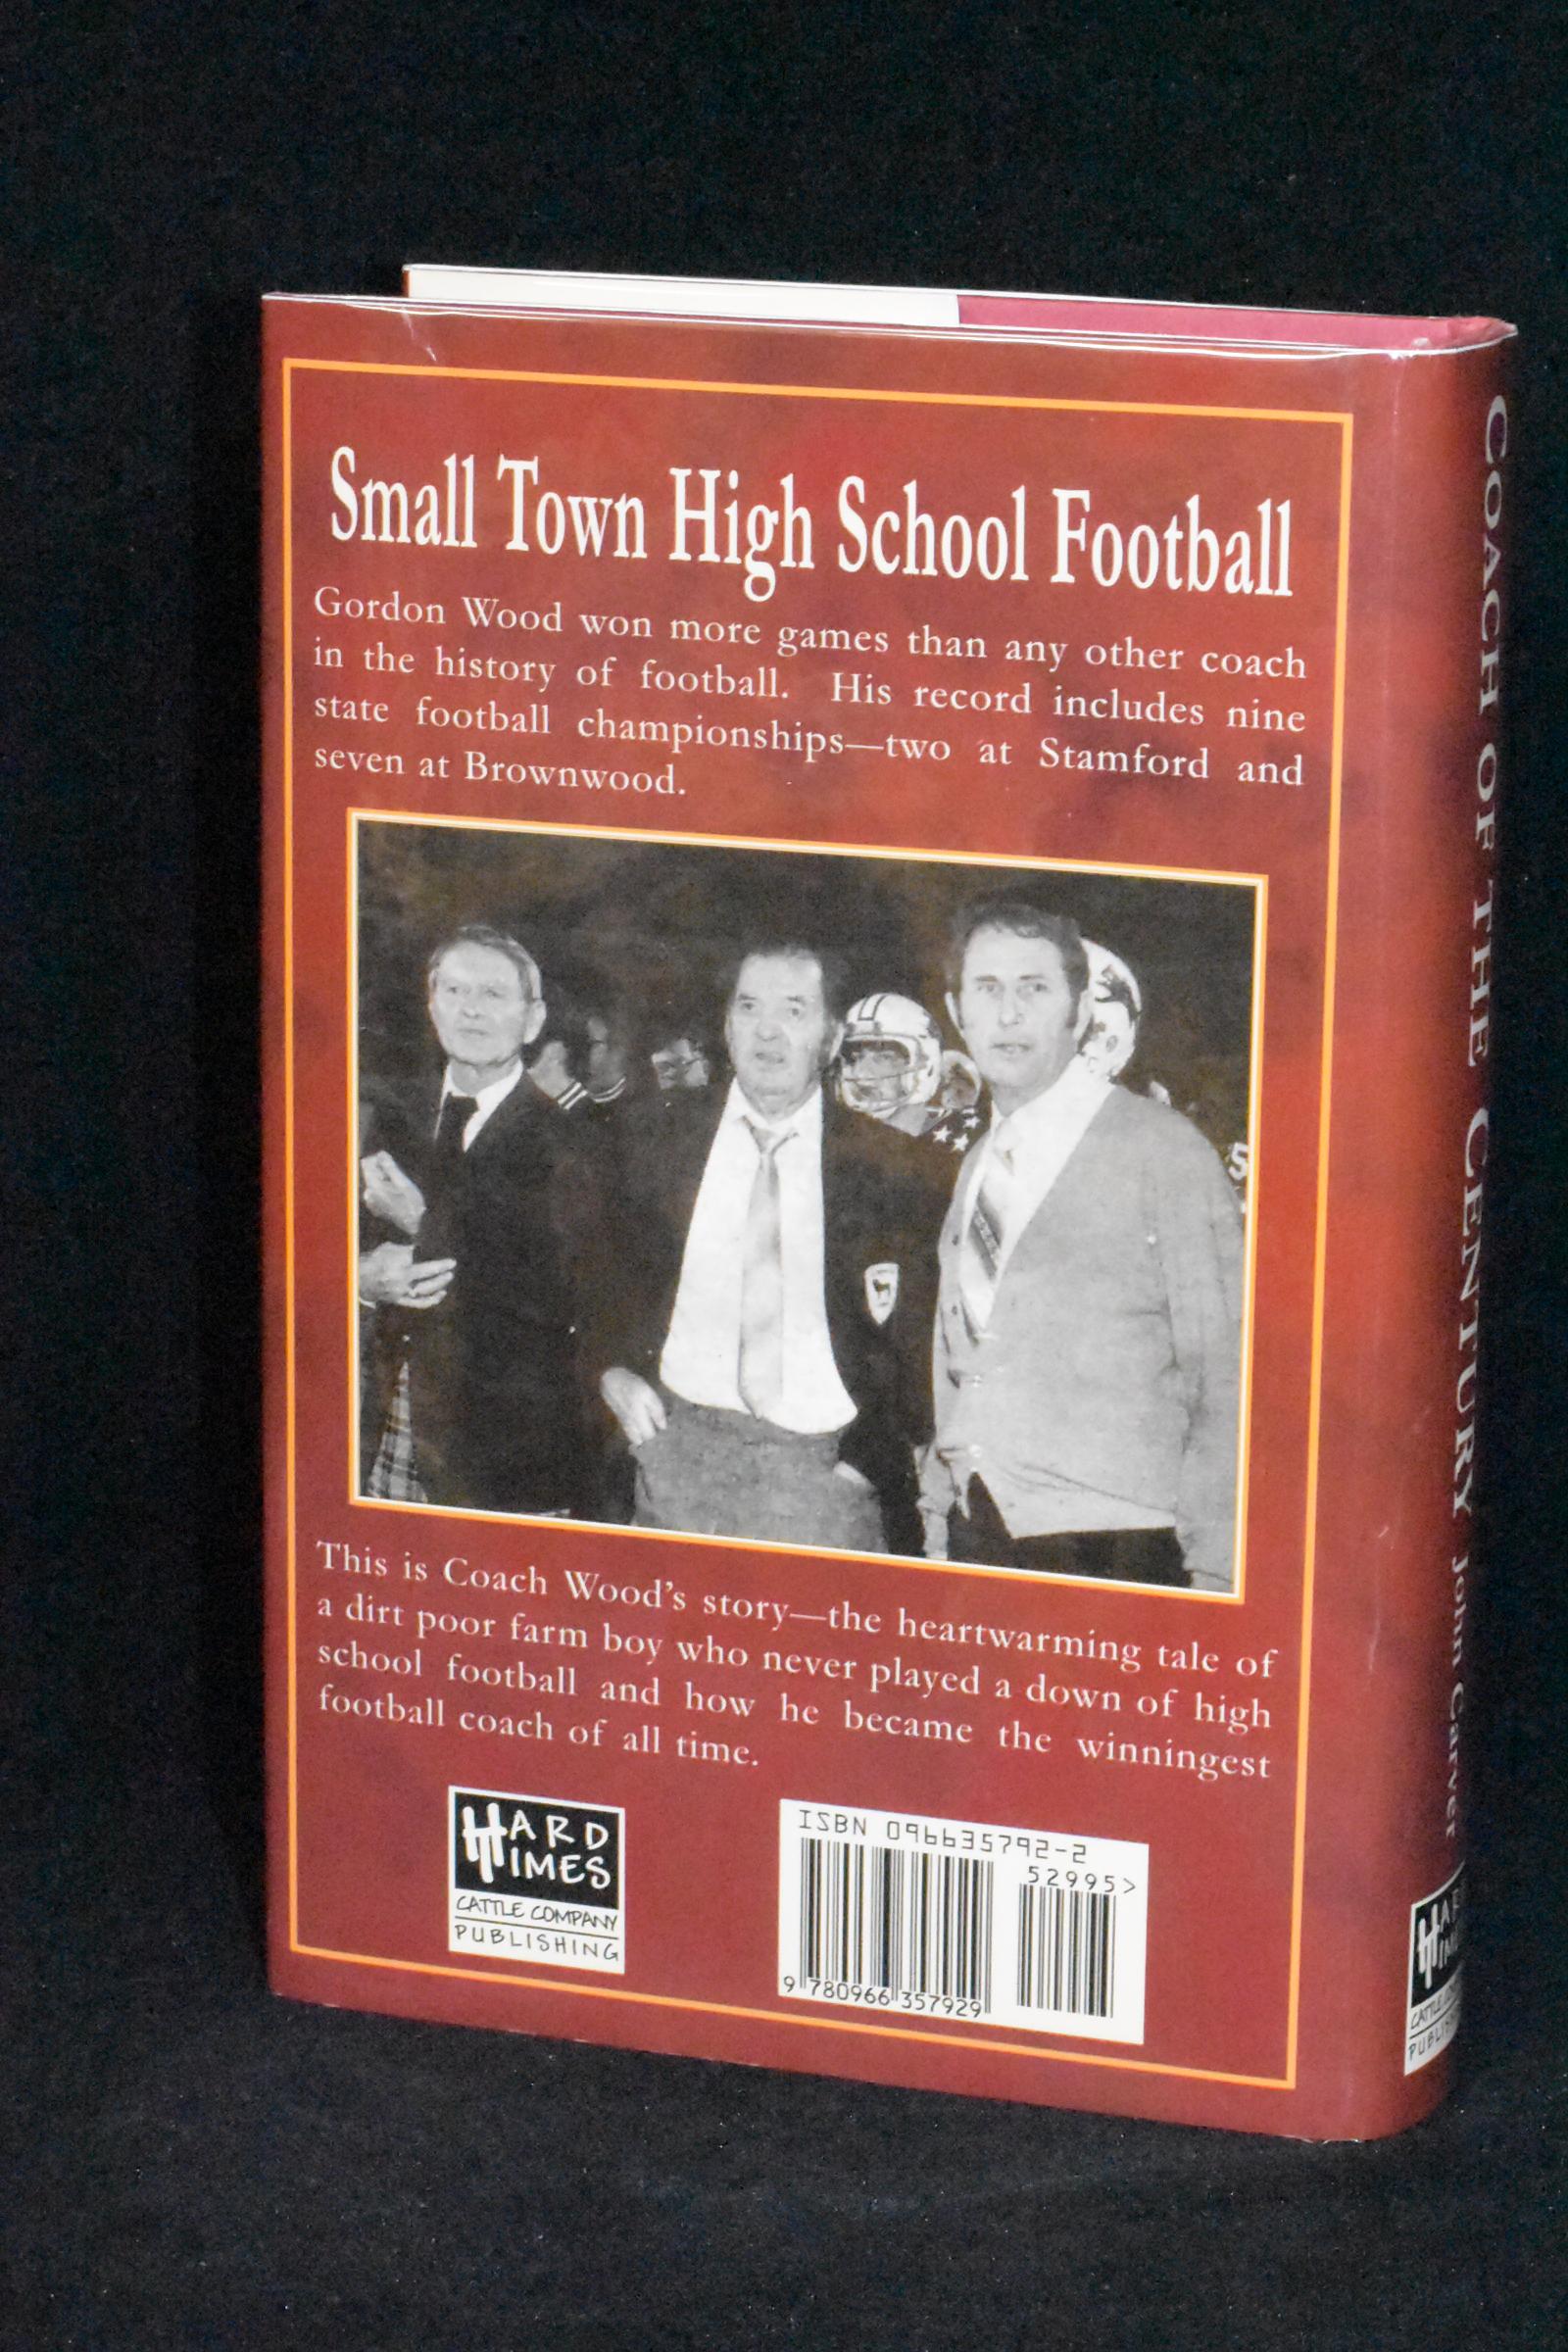 Small Town High School Football
Gordon Wood won more games than any other coach
in the history of football. His record includes nine
state football championships—two at Stamford and
seven at Brownwood.
5
This is Coach Wood's story—the heartwarming tale of
a dirt poor farm boy who never played a down of high
school football and how he became the winningest
football coach of all time.
HARD
TIMES
CATTLE COMPANY
PUBLISHING
ISBN 096635792-2
52995>
9 780966 357929
COACH OF THE CENTURY John Carver